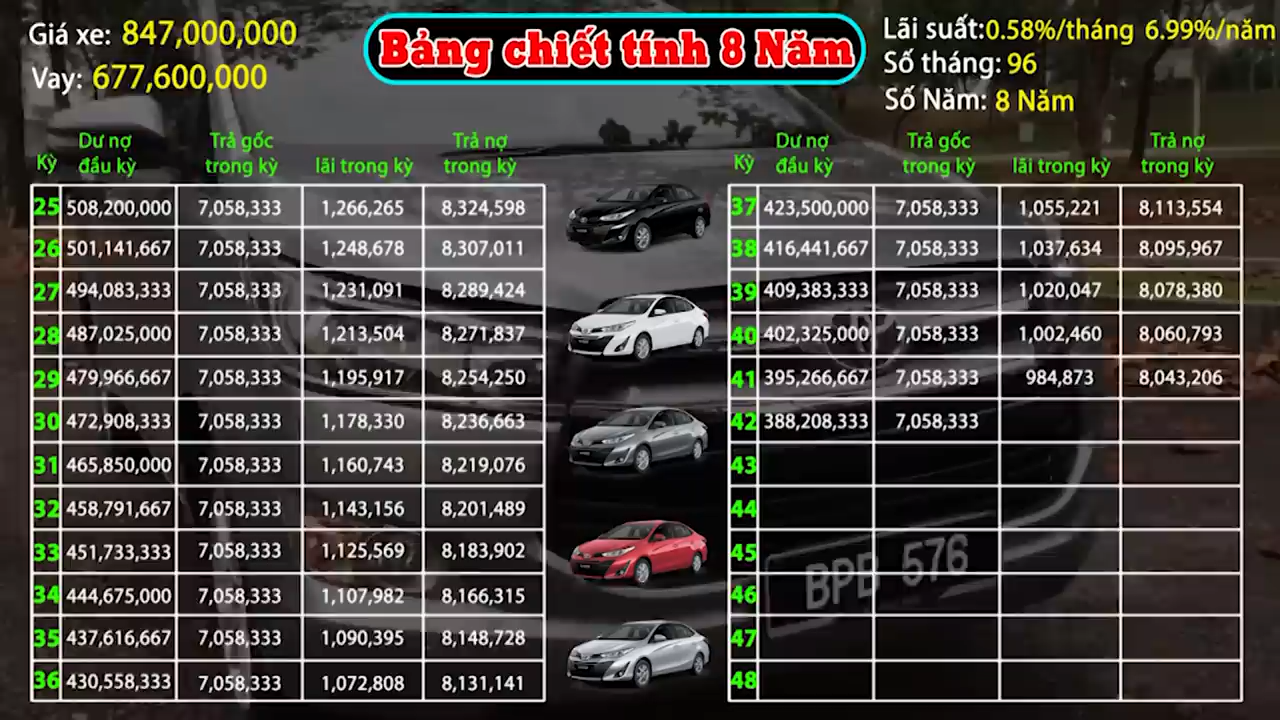 Giá xe: 847,000,000
Vay: 677,600,000
Bảng chiết tính 8 Năm
Lãi suất:0.58%/tháng 6.99%/năm
Số tháng: 96
Số Năm: 8 Năm
Kỳ Dư nợ đầu kỳ Trả gốc trong kỳ lãi trong kỳ Trả nợ trong kỳ
25 508,200,000 7,058,333 1,266,265 8,324,598
26 501,141,667 7,058,333 1,248,678 8,307,011
27 494,083,333 7,058,333 1,231,091 8,289,424
28 487,025,000 7,058,333 1,213,504 8,271,837
29 479,966,667 7,058,333 1,195,917 8,254,250
30 472,908,333 7,058,333 1,178,330 8,236,663
31 465,850,000 7,058,333 1,160,743 8,219,076
32 458,791,667 7,058,333 1,143,156 8,201,489
33 451,733,333 7,058,333 1,125,569 8,183,902
34 444,675,000 7,058,333 1,107,982 8,166,315
35 437,616,667 7,058,333 1,090,395 8,148,728
36 430,558,333 7,058,333 1,072,808 8,131,141
Kỳ Dư nợ đầu kỳ Trả gốc trong kỳ lãi trong kỳ Trả nợ trong kỳ
37 423,500,000 7,058,333 1,055,221 8,113,554
38 416,441,667 7,058,333 1,037,634 8,095,967
39 409,383,333 7,058,333 1,020,047 8,078,380
40 402,325,000 7,058,333 1,002,460 8,060,793
41 395,266,667 7,058,333 984,873 8,043,206
42 388,208,333 7,058,333
43
44
45
46
47
48
BPB 576